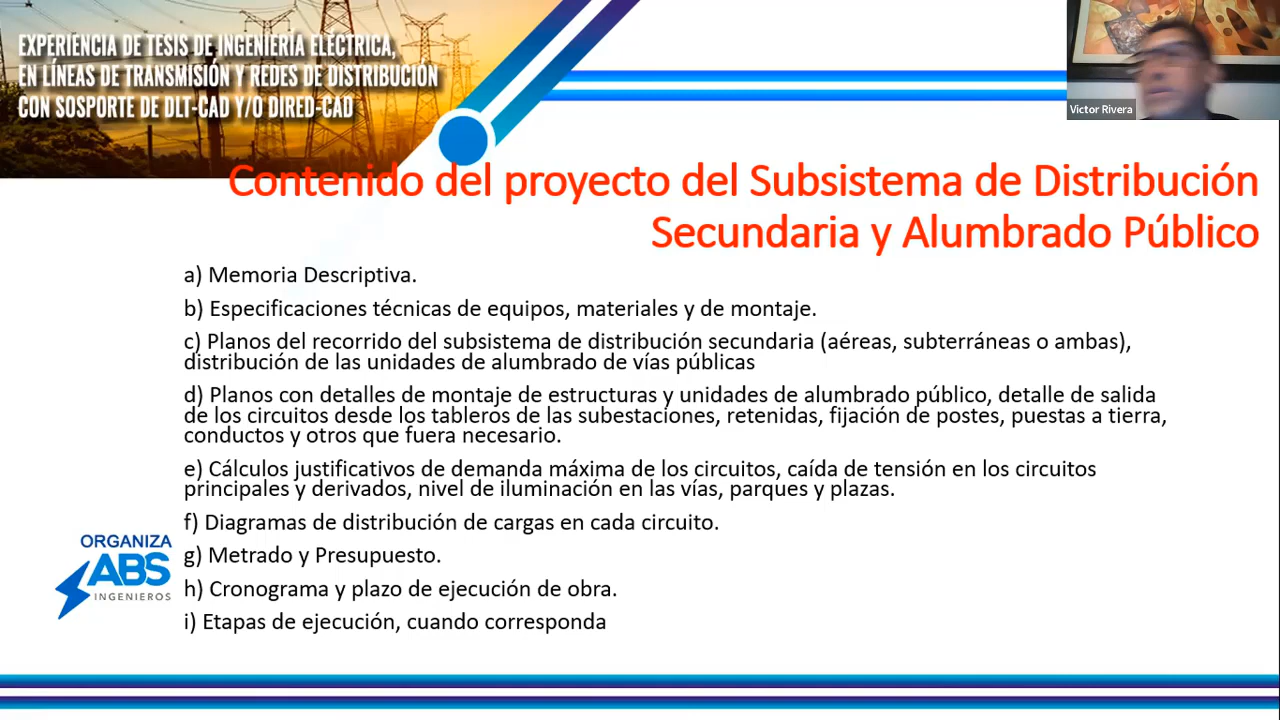 EXPERIENCIA DE TESIS DE INGENIERÍA ELÉCTRICA,
EN LÍNEAS DE TRANSMISIÓN Y REDES DE DISTRIBUCIÓN
CON SOSPORTE DE DLT-CAD Y/O DIRED-CAD
Victor Rivera
Contenido del proyecto del Subsistema de Distribución
Secundaria y Alumbrado Público
a) Memoria Descriptiva.
b) Especificaciones técnicas de equipos, materiales y de montaje.
c) Planos del recorrido del subsistema de distribución secundaria (aéreas, subterráneas o ambas),
distribución de las unidades de alumbrado de vías públicas
d) Planos con detalles de montaje de estructuras y unidades de alumbrado público, detalle de salida
de los circuitos desde los tableros de las subestaciones, retenidas, fijación de postes, puestas a tierra,
conductos y otros que fuera necesario.
e) Cálculos justificativos de demanda máxima de los circuitos, caída de tensión en los circuitos
principales y derivados, nivel de iluminación en las vías, parques y plazas.
f) Diagramas de distribución de cargas en cada circuito.
g) Metrado y Presupuesto.
h) Cronograma y plazo de ejecución de obra.
i) Etapas de ejecución, cuando corresponda
ORGANIZA
ABS
INGENIEROS